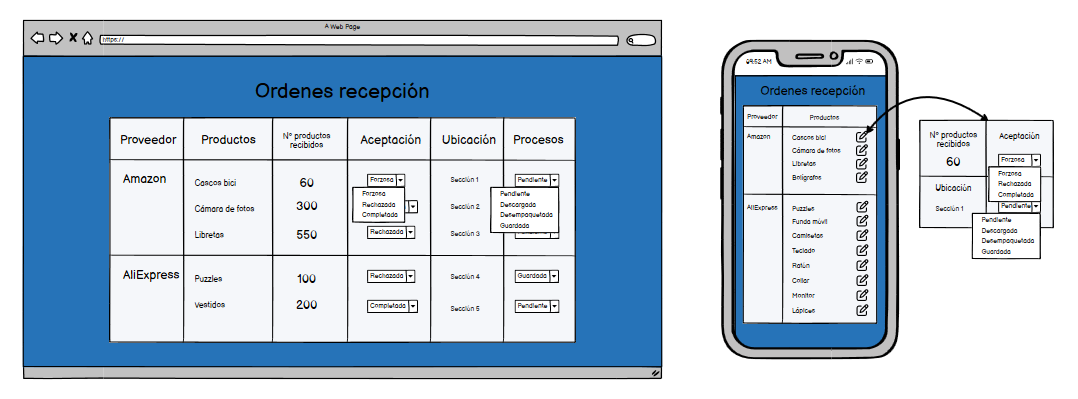 A Web Page
https://
Ordenes recepción
Proveedor
Productos
Nº productos
recibidos
Aceptación
Ubicación
Procesos
Amazon
Cascos bici
60
Forzosa
Sección 1
Pendiente
Forzosa
Rechazada
Completada
Pendiente
Descargada
Desempaquetada
Guardada
Cámara de fotos
300
Sección 2
Libretas
550
Rechazada
Sección 3
AliExpress
Puzzles
100
Rechazada
Sección 4
Guardada
Vestidos
200
Completada
Sección 5
Pendiente
09:52 AM
Ordenes recepción
Proveedor
Productos
Amazon
Cascos bici
Cámara de fotos
Libretas
Bolígrafos
AliExpress
Puzzles
Funda móvil
Camisetas
Teclado
Ratón
Collar
Monitor
Lápices
Nº productos
recibidos
Aceptación
60
Forzosa
Forzosa
Rechazada
Completada
Ubicación
Sección 1
Pendiente
Pendiente
Descargada
Desempaquetada
Guardada